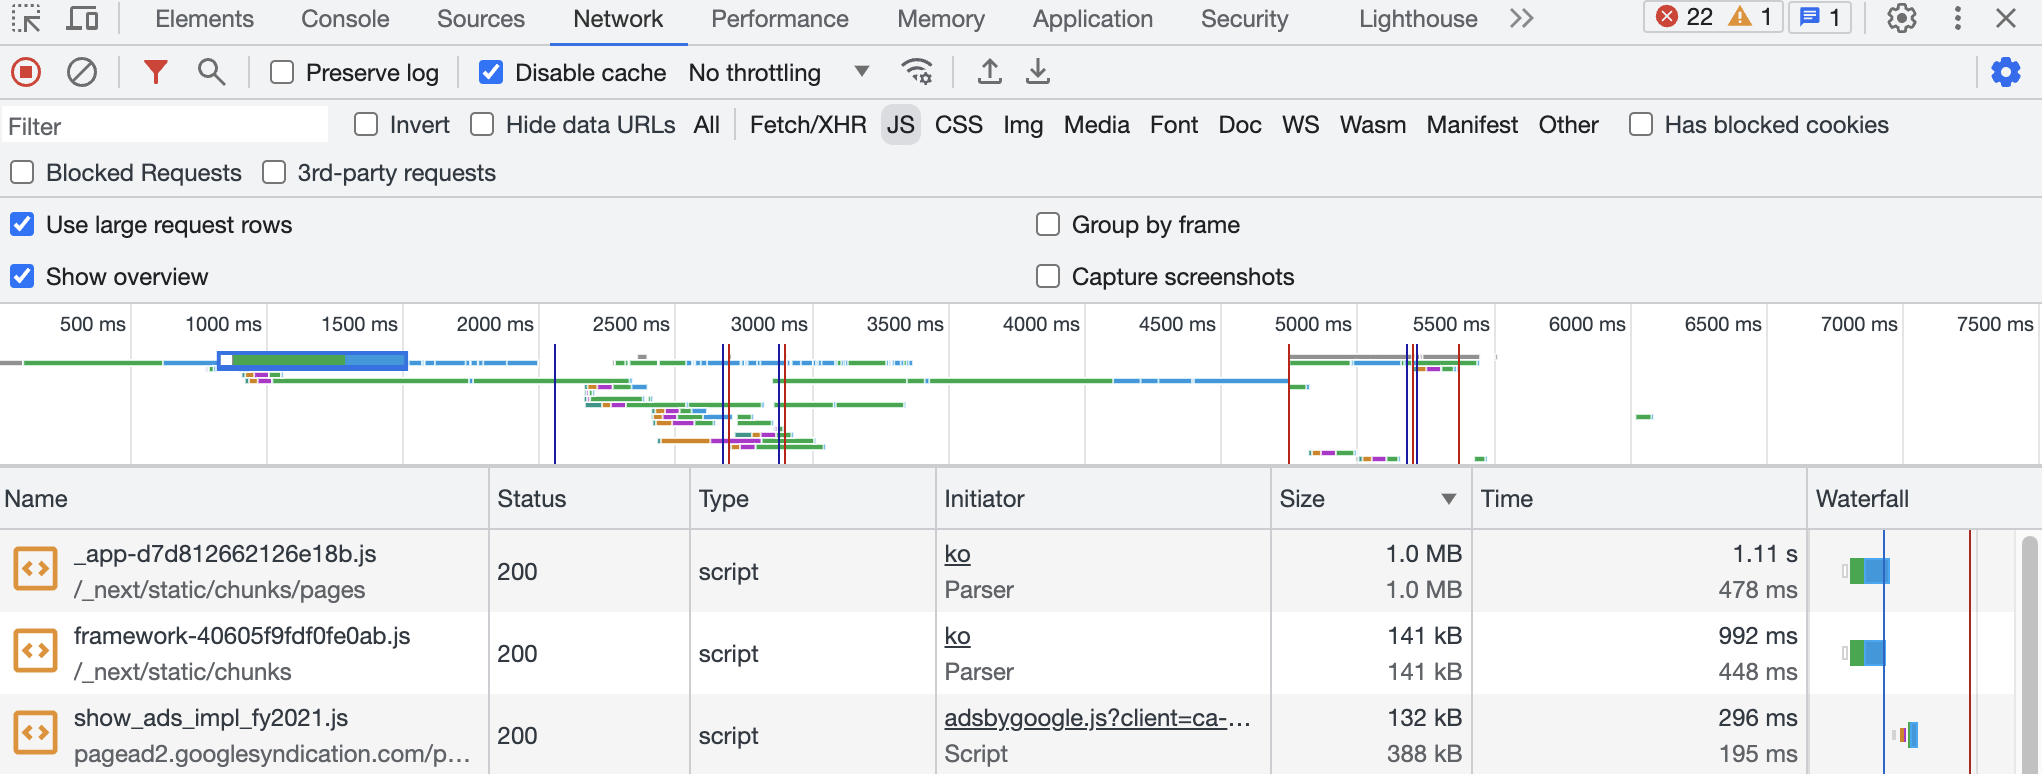 Elements Console Sources Network Performance Memory Application Security Lighthouse 22 1 1
Preserve log Disable cache No throttling
Filter Invert Hide data URLs All Fetch/XHR JS CSS Img Media Font Doc WS Wasm Manifest Other Has blocked cookies
Blocked Requests 3rd-party requests
Use large request rows Group by frame
Show overview Capture screenshots
500 ms 1000 ms 1500 ms 2000 ms 2500 ms 3000 ms 3500 ms 4000 ms 4500 ms 5000 ms 5500 ms 6000 ms 6500 ms 7000 ms 7500 ms
Name Status Type Initiator Size Time Waterfall
_app-d7d812662126e18b.js 200 script ko 1.0 MB 1.11 s
/_next/static/chunks/pages Parser 1.0 MB 478 ms
framework-40605f9fdf0fe0ab.js 200 script ko 141 kB 992 ms
/_next/static/chunks Parser 141 kB 448 ms
show_ads_impl_fy2021.js 200 script adsbygoogle.js?client=ca-... 132 kB 296 ms
pagead2.googlesyndication.com/p... Script 388 kB 195 ms